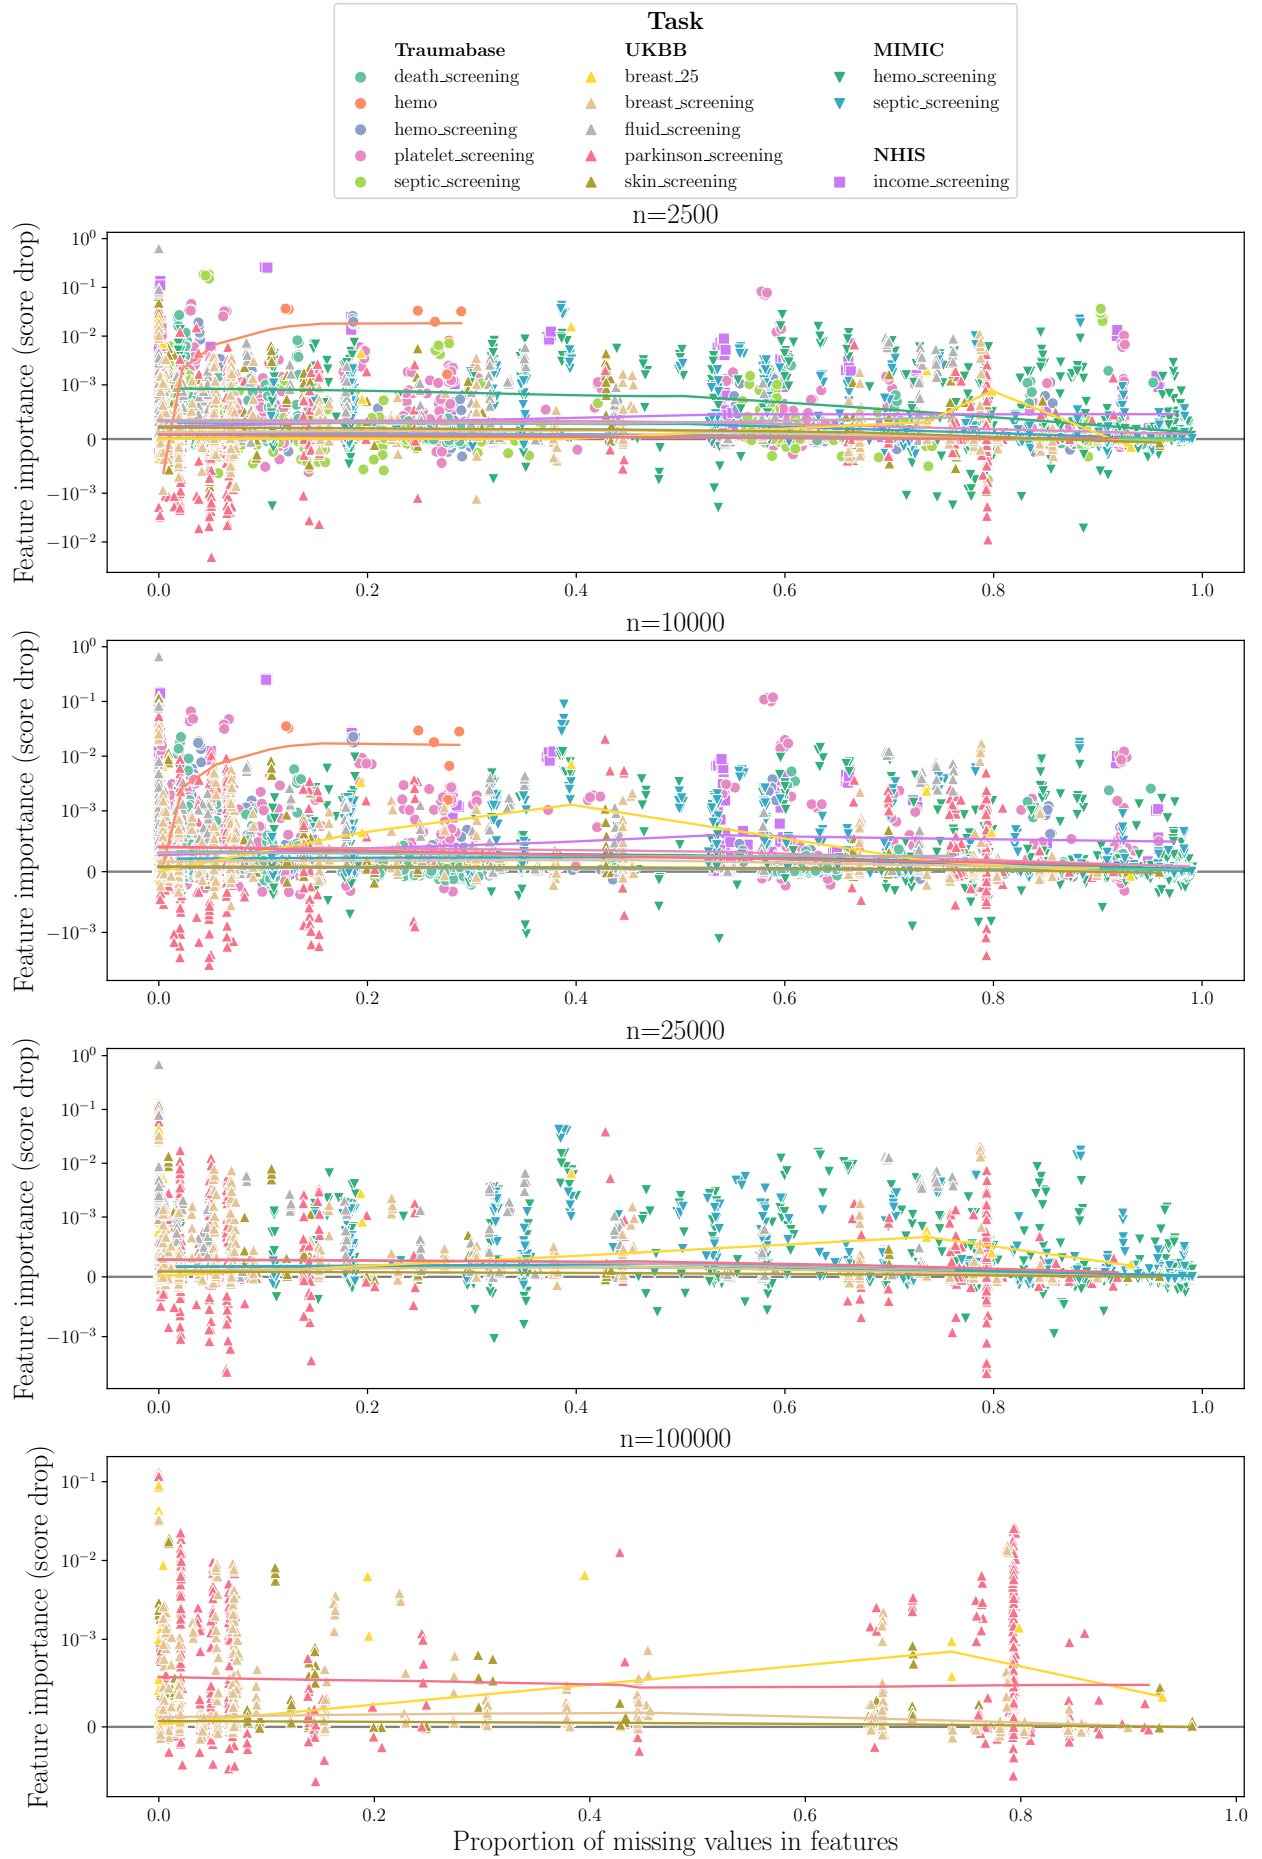 Task
Traumabase
death_screening
hemo
hemo_screening
platelet_screening
septic_screening
UKBB
breast_25
breast_screening
fluid_screening
parkinson_screening
skin_screening
MIMIC
hemo_screening
septic_screening
NHIS
income_screening
n=2500
Feature importance (score drop)
10⁰
10⁻¹
10⁻²
10⁻³
0
−10⁻³
−10⁻²
0.0 0.2 0.4 0.6 0.8 1.0
n=10000
Feature importance (score drop)
10⁰
10⁻¹
10⁻²
10⁻³
0
−10⁻³
0.0 0.2 0.4 0.6 0.8 1.0
n=25000
Feature importance (score drop)
10⁰
10⁻¹
10⁻²
10⁻³
0
−10⁻³
0.0 0.2 0.4 0.6 0.8 1.0
n=100000
Feature importance (score drop)
10⁻¹
10⁻²
10⁻³
0
0.0 0.2 0.4 0.6 0.8 1.0
Proportion of missing values in features